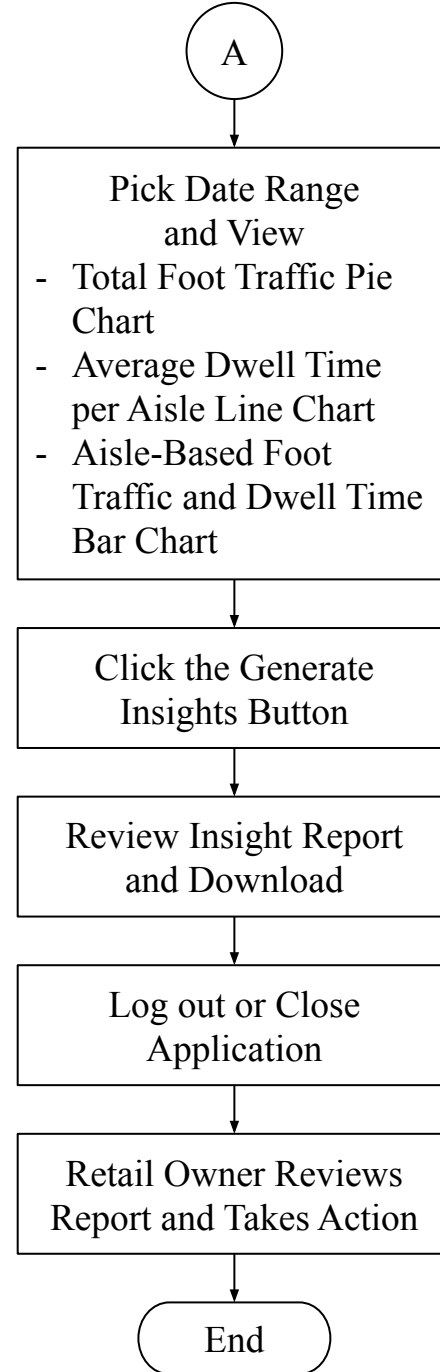 A
Pick Date Range
and View
- Total Foot Traffic Pie
Chart
- Average Dwell Time
per Aisle Line Chart
- Aisle-Based Foot
Traffic and Dwell Time
Bar Chart
Click the Generate
Insights Button
Review Insight Report
and Download
Log out or Close
Application
Retail Owner Reviews
Report and Takes Action
End